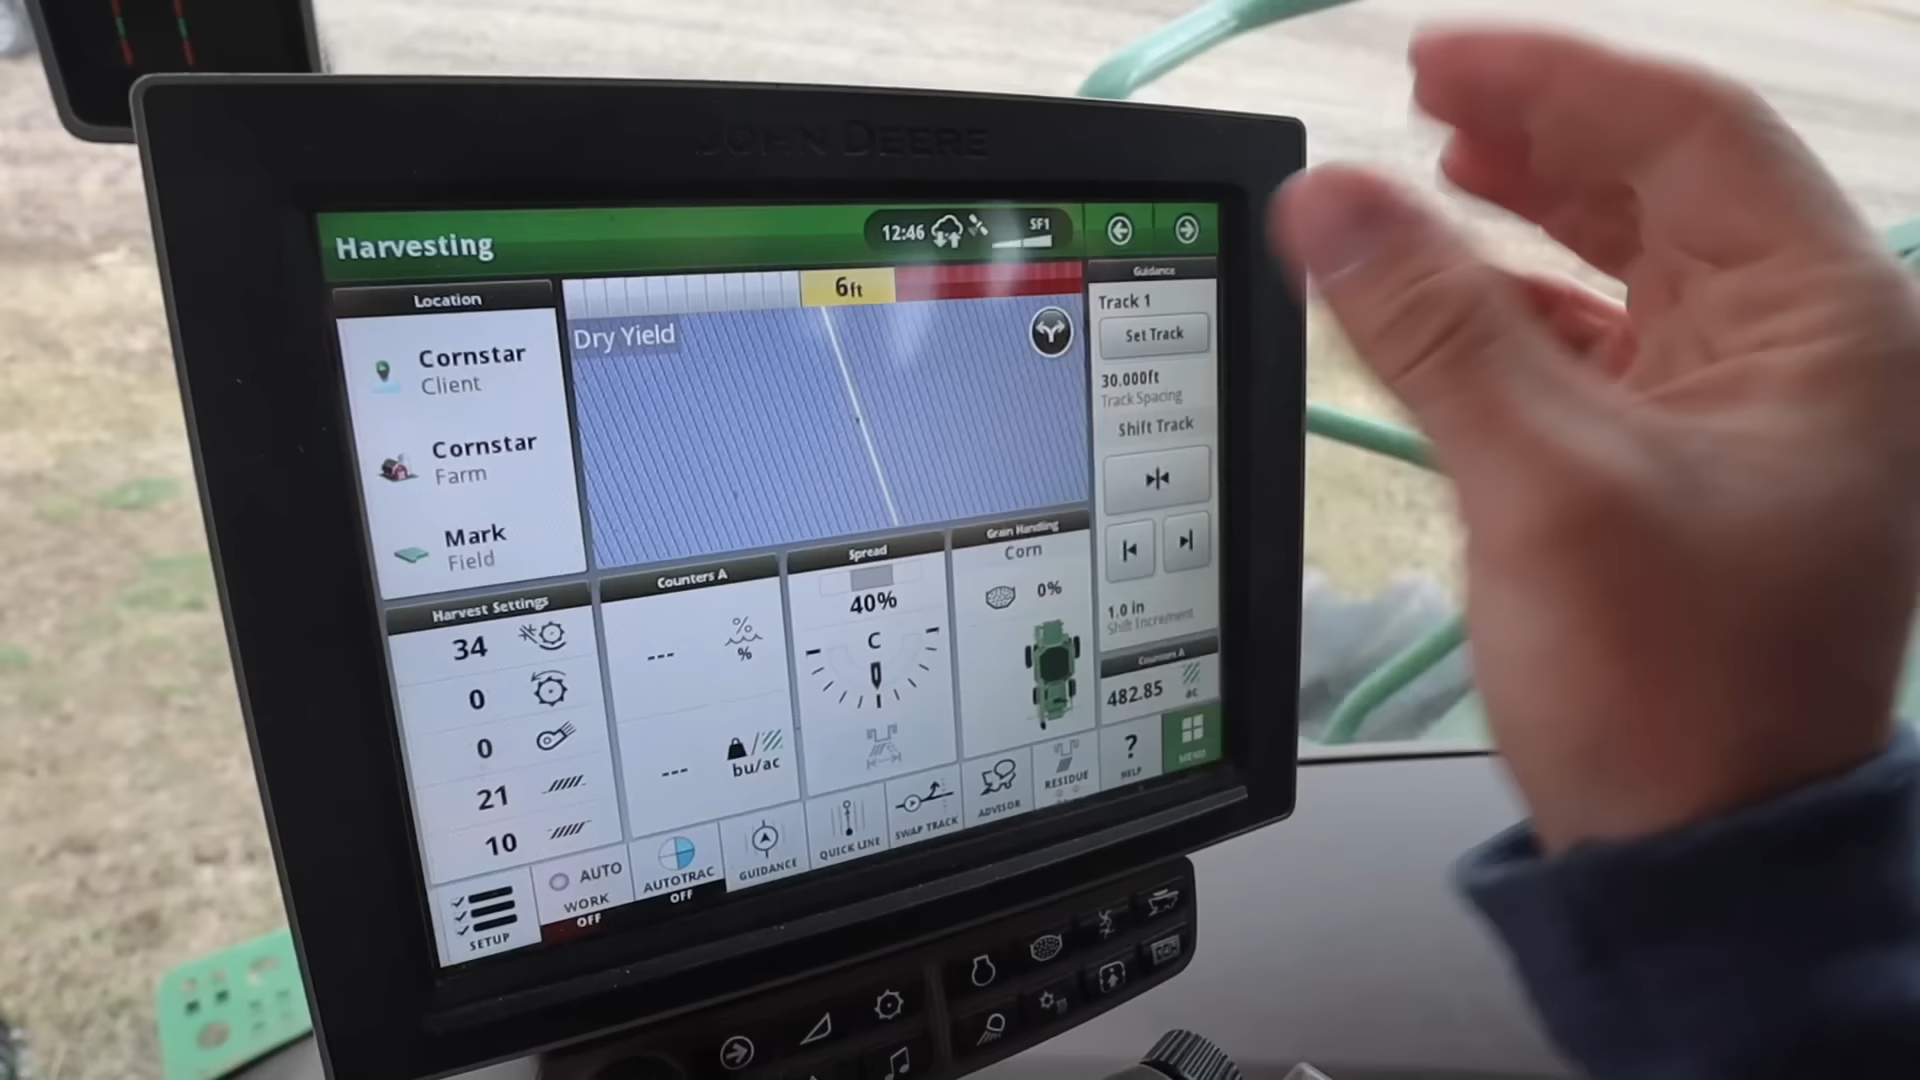 JOHN DEERE
Harvesting
12:46
SF1
Location
Cornstar
Client
Cornstar
Farm
Mark
Field
6ft
Dry Yield
Guidance
Track 1
Set Track
30.000ft
Track Spacing
Shift Track
1.0 in
Shift Increment
Counters A
482.85
ac
Harvest Settings
34
0
0
21
10
Counters A
---
%
%
---
bu/ac
Spread
40%
C
Grain Handling
Corn
0%
SETUP
AUTO
WORK
OFF
AUTOTRAC
OFF
GUIDANCE
QUICK LINE
SWAP TRACK
ADVISOR
RESIDUE
?
HELP
MENU